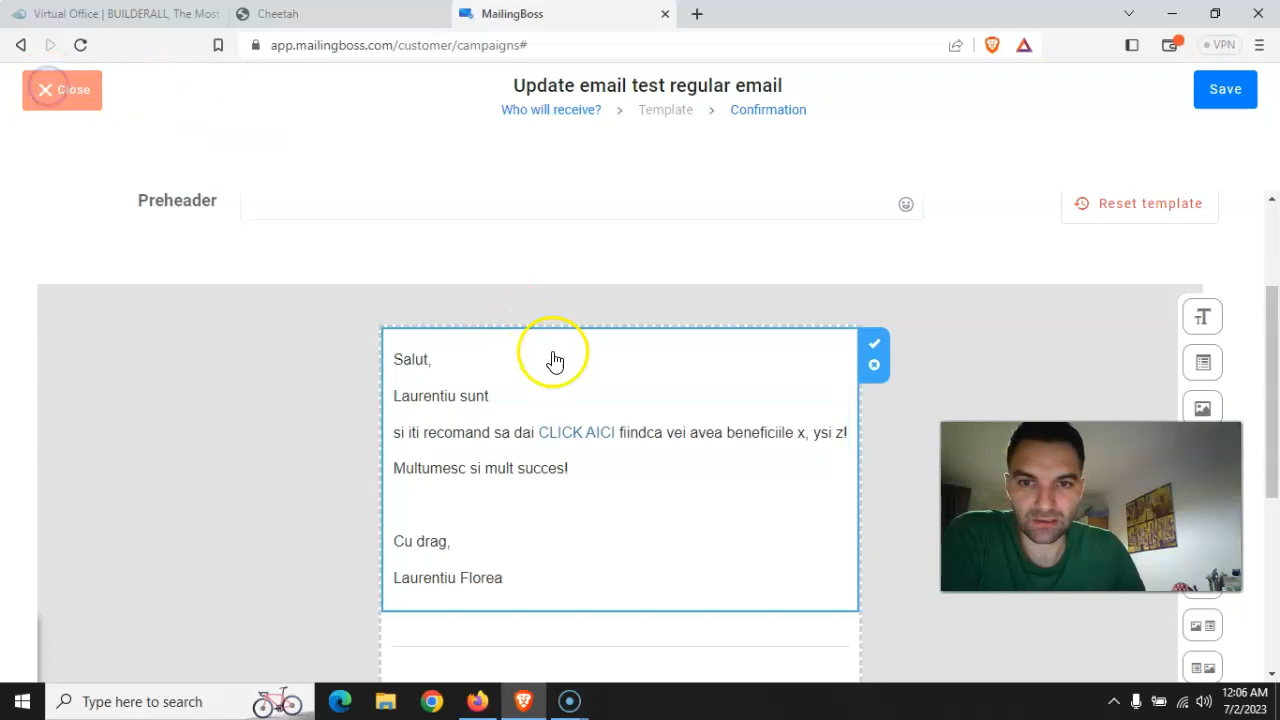 Virtual Office | BUILDERALL, The Most
Cheetah
MailingBoss
app.mailingboss.com/customer/campaigns#
VPN
Close
Update email test regular email
Who will receive? > Template > Confirmation
Save
Preheader
Reset template
Salut,
Laurentiu sunt
si iti recomand sa dai CLICK AICI fiindca vei avea beneficiile x, ysi z!
Multumesc si mult succes!
Cu drag,
Laurentiu Florea
Type here to search
12:06 AM
7/2/2023